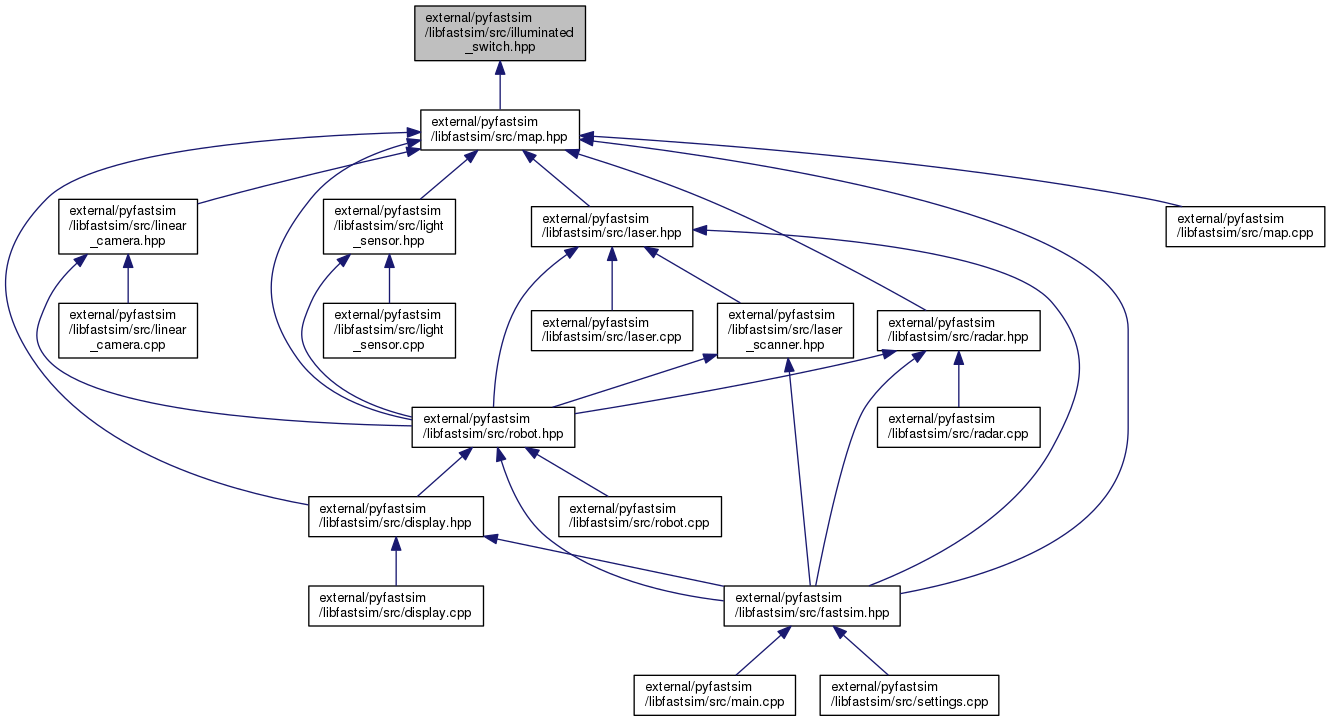 external/pyfastsim
/libfastsim/src/illuminated
_switch.hpp
external/pyfastsim
/libfastsim/src/map.hpp
external/pyfastsim
/libfastsim/src/linear
_camera.hpp
external/pyfastsim
/libfastsim/src/light
_sensor.hpp
external/pyfastsim
/libfastsim/src/laser.hpp
external/pyfastsim
/libfastsim/src/map.cpp
external/pyfastsim
/libfastsim/src/linear
_camera.cpp
external/pyfastsim
/libfastsim/src/light
_sensor.cpp
external/pyfastsim
/libfastsim/src/laser.cpp
external/pyfastsim
/libfastsim/src/laser
_scanner.hpp
external/pyfastsim
/libfastsim/src/radar.hpp
external/pyfastsim
/libfastsim/src/robot.hpp
external/pyfastsim
/libfastsim/src/radar.cpp
external/pyfastsim
/libfastsim/src/display.hpp
external/pyfastsim
/libfastsim/src/robot.cpp
external/pyfastsim
/libfastsim/src/display.cpp
external/pyfastsim
/libfastsim/src/fastsim.hpp
external/pyfastsim
/libfastsim/src/main.cpp
external/pyfastsim
/libfastsim/src/settings.cpp